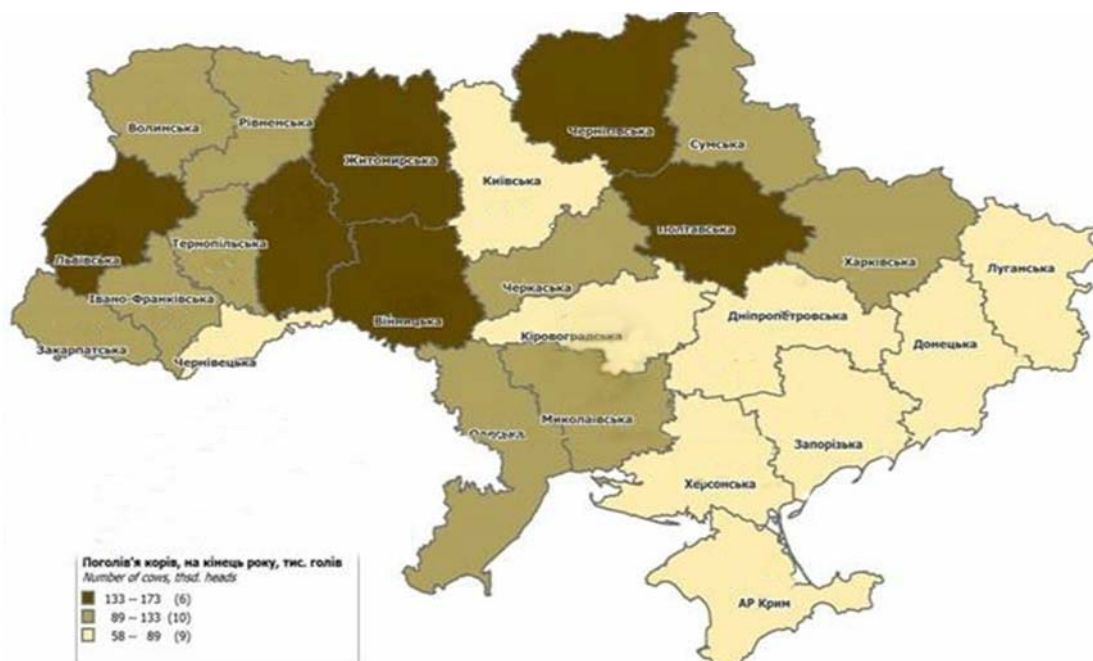 Волинська
Рівненська
Житомирська
Київська
Чернігівська
Сумська
Львівська
Тернопільська
Полтавська
Харківська
Луганська
Івано-Франківська
Черкаська
Закарпатська
Чернівецька
Вінницька
Кіровоградська
Дніпропетровська
Донецька
Одеська
Миколаївська
Запорізька
Херсонська
АР Крим
Поголів'я корів, на кінець року, тис. голів
Number of cows, thsd. heads
133 – 173 (6)
89 – 133 (10)
58 – 89 (9)